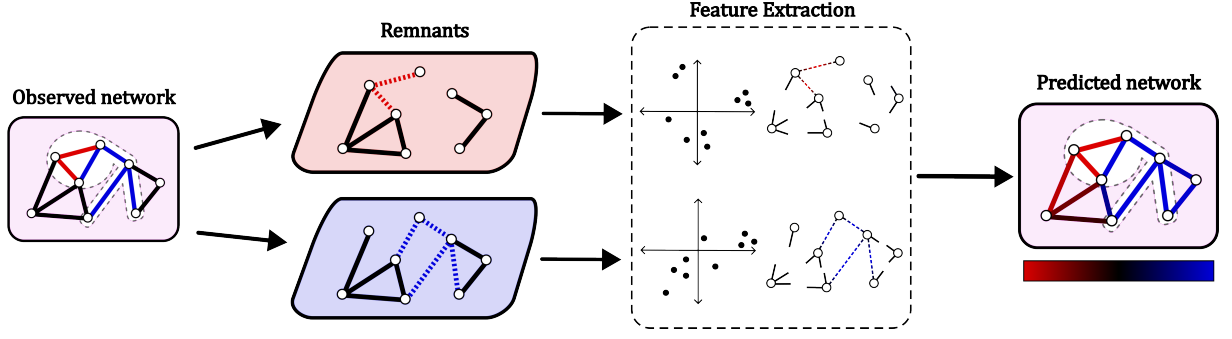 Observed network
Remnants
Feature Extraction
Predicted network